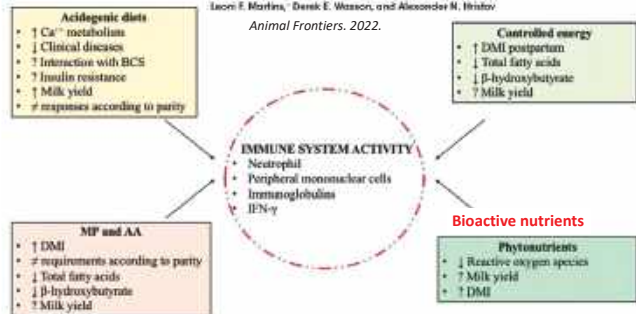 Leoni F. Martins, Derek E. Wasson, and Alexander N. Hristov
Animal Frontiers. 2022.
Acidogenic diets
• ↑ Ca⁺⁺ metabolism
• ↓ Clinical diseases
• ? Interaction with BCS
• ? Insulin resistance
• ↑ Milk yield
• ≠ responses according to parity
Controlled energy
• ↑ DMI postpartum
• ↓ Total fatty acids
• ↓ β-hydroxybutyrate
• ? Milk yield
IMMUNE SYSTEM ACTIVITY
• Neutrophil
• Peripheral mononuclear cells
• Immunoglobulins
• IFN-γ
MP and AA
• ↑ DMI
• ≠ requirements according to parity
• ↓ Total fatty acids
• ↓ β-hydroxybutyrate
• ? Milk yield
Bioactive nutrients
Phytonutrients
• ↓ Reactive oxygen species
• ? Milk yield
• ? DMI